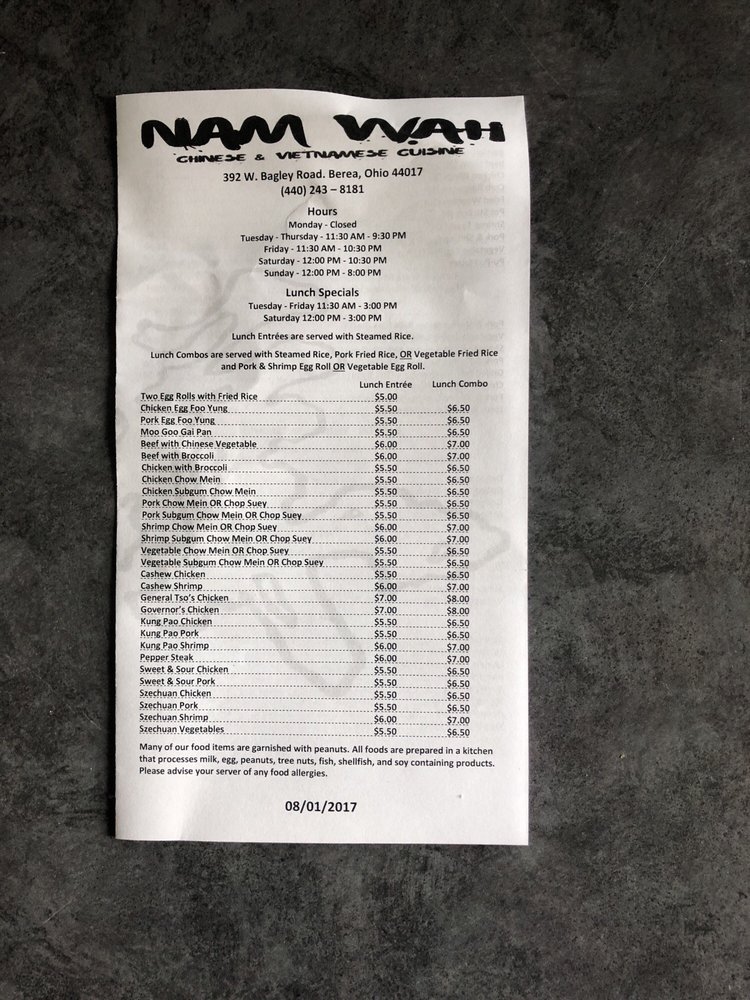 NAM WAH
CHINESE & VIETNAMESE CUISINE
392 W. Bagley Road. Berea, Ohio 44017
(440) 243 – 8181
Hours
Monday - Closed
Tuesday - Thursday - 11:30 AM - 9:30 PM
Friday - 11:30 AM - 10:30 PM
Saturday - 12:00 PM - 10:30 PM
Sunday - 12:00 PM - 8:00 PM
Lunch Specials
Tuesday - Friday 11:30 AM - 3:00 PM
Saturday 12:00 PM - 3:00 PM
Lunch Entrées are served with Steamed Rice.
Lunch Combos are served with Steamed Rice, Pork Fried Rice, OR Vegetable Fried Rice
and Pork & Shrimp Egg Roll OR Vegetable Egg Roll.
Lunch Entrée Lunch Combo
Two Egg Rolls with Fried Rice $5.00
Chicken Egg Foo Yung $5.50 $6.50
Pork Egg Foo Yung $5.50 $6.50
Moo Goo Gai Pan $5.50 $6.50
Beef with Chinese Vegetable $6.00 $7.00
Beef with Broccoli $6.00 $7.00
Chicken with Broccoli $5.50 $6.50
Chicken Chow Mein $5.50 $6.50
Chicken Subgum Chow Mein $5.50 $6.50
Pork Chow Mein OR Chop Suey $5.50 $6.50
Pork Subgum Chow Mein OR Chop Suey $5.50 $6.50
Shrimp Chow Mein OR Chop Suey $6.00 $7.00
Shrimp Subgum Chow Mein OR Chop Suey $6.00 $7.00
Vegetable Chow Mein OR Chop Suey $5.50 $6.50
Vegetable Subgum Chow Mein OR Chop Suey $5.50 $6.50
Cashew Chicken $5.50 $6.50
Cashew Shrimp $6.00 $7.00
General Tso's Chicken $7.00 $8.00
Governor's Chicken $7.00 $8.00
Kung Pao Chicken $5.50 $6.50
Kung Pao Pork $5.50 $6.50
Kung Pao Shrimp $6.00 $7.00
Pepper Steak $6.00 $7.00
Sweet & Sour Chicken $5.50 $6.50
Sweet & Sour Pork $5.50 $6.50
Szechuan Chicken $5.50 $6.50
Szechuan Pork $5.50 $6.50
Szechuan Shrimp $6.00 $7.00
Szechuan Vegetables $5.50 $6.50
Many of our food items are garnished with peanuts. All foods are prepared in a kitchen
that processes milk, egg, peanuts, tree nuts, fish, shellfish, and soy containing products.
Please advise your server of any food allergies.
08/01/2017